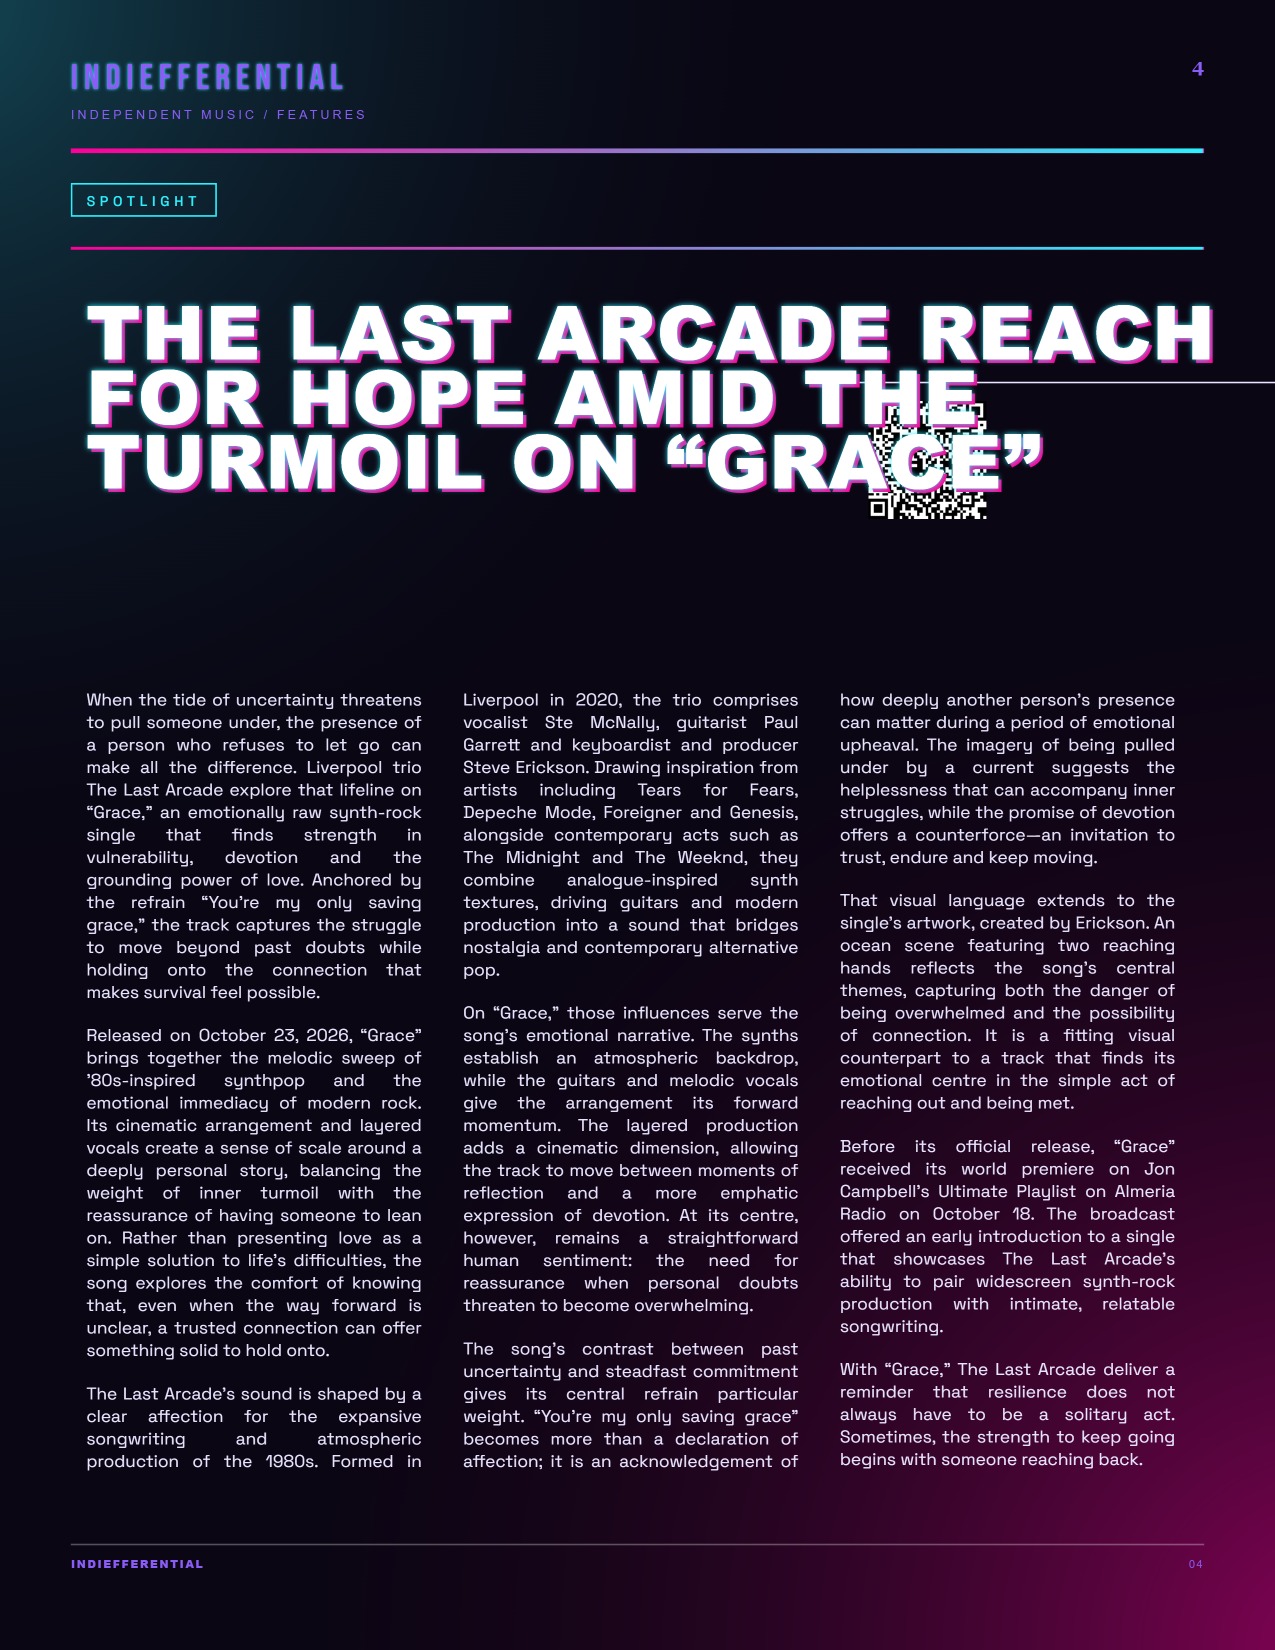 INDIEFFERENTIAL
4
INDEPENDENT MUSIC / FEATURES
SPOTLIGHT
THE LAST ARCADE REACH
FOR HOPE AMID THE
TURMOIL ON “GRACE”
When the tide of uncertainty threatens
to pull someone under, the presence of
a person who refuses to let go can
make all the difference. Liverpool trio
The Last Arcade explore that lifeline on
“Grace,” an emotionally raw synth-rock
single that finds strength in
vulnerability, devotion and the
grounding power of love. Anchored by
the refrain “You’re my only saving
grace,” the track captures the struggle
to move beyond past doubts while
holding onto the connection that
makes survival feel possible.
Released on October 23, 2026, “Grace”
brings together the melodic sweep of
’80s-inspired synthpop and the
emotional immediacy of modern rock.
Its cinematic arrangement and layered
vocals create a sense of scale around a
deeply personal story, balancing the
weight of inner turmoil with the
reassurance of having someone to lean
on. Rather than presenting love as a
simple solution to life’s difficulties, the
song explores the comfort of knowing
that, even when the way forward is
unclear, a trusted connection can offer
something solid to hold onto.
The Last Arcade’s sound is shaped by a
clear affection for the expansive
songwriting and atmospheric
production of the 1980s. Formed in
Liverpool in 2020, the trio comprises
vocalist Ste McNally, guitarist Paul
Garrett and keyboardist and producer
Steve Erickson. Drawing inspiration from
artists including Tears for Fears,
Depeche Mode, Foreigner and Genesis,
alongside contemporary acts such as
The Midnight and The Weeknd, they
combine analogue-inspired synth
textures, driving guitars and modern
production into a sound that bridges
nostalgia and contemporary alternative
pop.
On “Grace,” those influences serve the
song’s emotional narrative. The synths
establish an atmospheric backdrop,
while the guitars and melodic vocals
give the arrangement its forward
momentum. The layered production
adds a cinematic dimension, allowing
the track to move between moments of
reflection and a more emphatic
expression of devotion. At its centre,
however, remains a straightforward
human sentiment: the need for
reassurance when personal doubts
threaten to become overwhelming.
The song’s contrast between past
uncertainty and steadfast commitment
gives its central refrain particular
weight. “You’re my only saving grace”
becomes more than a declaration of
affection; it is an acknowledgement of
how deeply another person’s presence
can matter during a period of emotional
upheaval. The imagery of being pulled
under by a current suggests the
helplessness that can accompany inner
struggles, while the promise of devotion
offers a counterforce—an invitation to
trust, endure and keep moving.
That visual language extends to the
single’s artwork, created by Erickson. An
ocean scene featuring two reaching
hands reflects the song’s central
themes, capturing both the danger of
being overwhelmed and the possibility
of connection. It is a fitting visual
counterpart to a track that finds its
emotional centre in the simple act of
reaching out and being met.
Before its official release, “Grace”
received its world premiere on Jon
Campbell’s Ultimate Playlist on Almeria
Radio on October 18. The broadcast
offered an early introduction to a single
that showcases The Last Arcade’s
ability to pair widescreen synth-rock
production with intimate, relatable
songwriting.
With “Grace,” The Last Arcade deliver a
reminder that resilience does not
always have to be a solitary act.
Sometimes, the strength to keep going
begins with someone reaching back.
INDIEFFERENTIAL
04